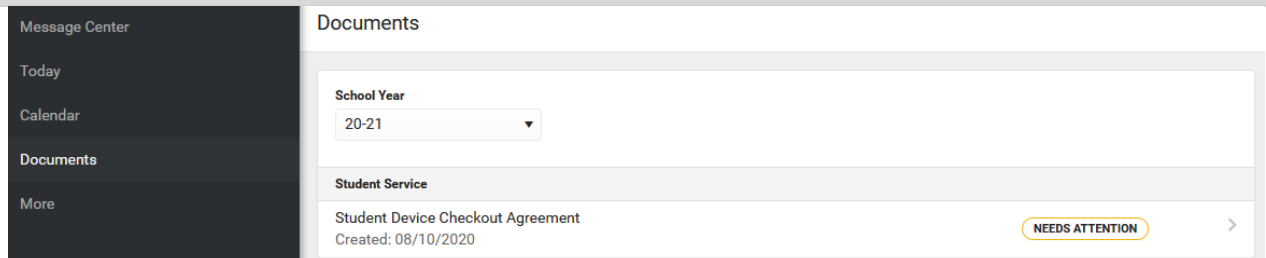 Message Center
Today
Calendar
Documents
More
Documents
School Year
20-21
Student Service
Student Device Checkout Agreement
Created: 08/10/2020
NEEDS ATTENTION